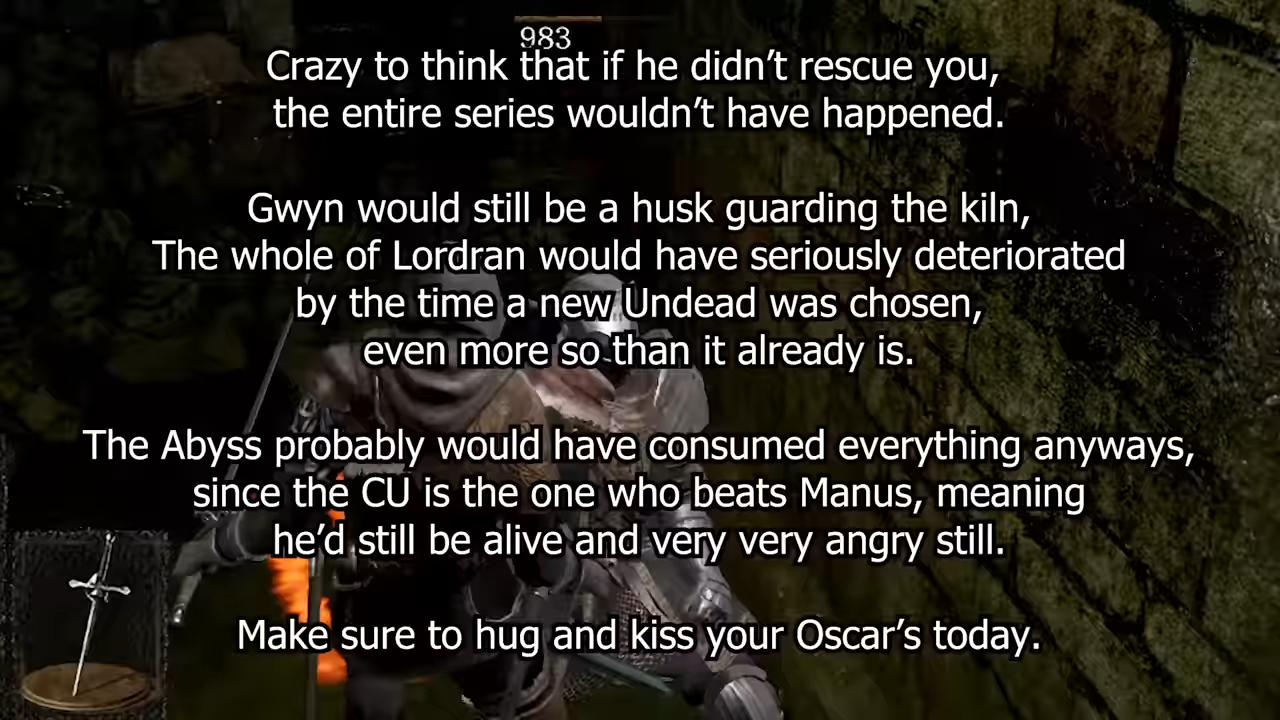 983
Crazy to think that if he didn’t rescue you,
the entire series wouldn’t have happened.
Gwyn would still be a husk guarding the kiln,
The whole of Lordran would have seriously deteriorated
by the time a new Undead was chosen,
even more so than it already is.
The Abyss probably would have consumed everything anyways,
since the CU is the one who beats Manus, meaning
he’d still be alive and very very angry still.
Make sure to hug and kiss your Oscar’s today.